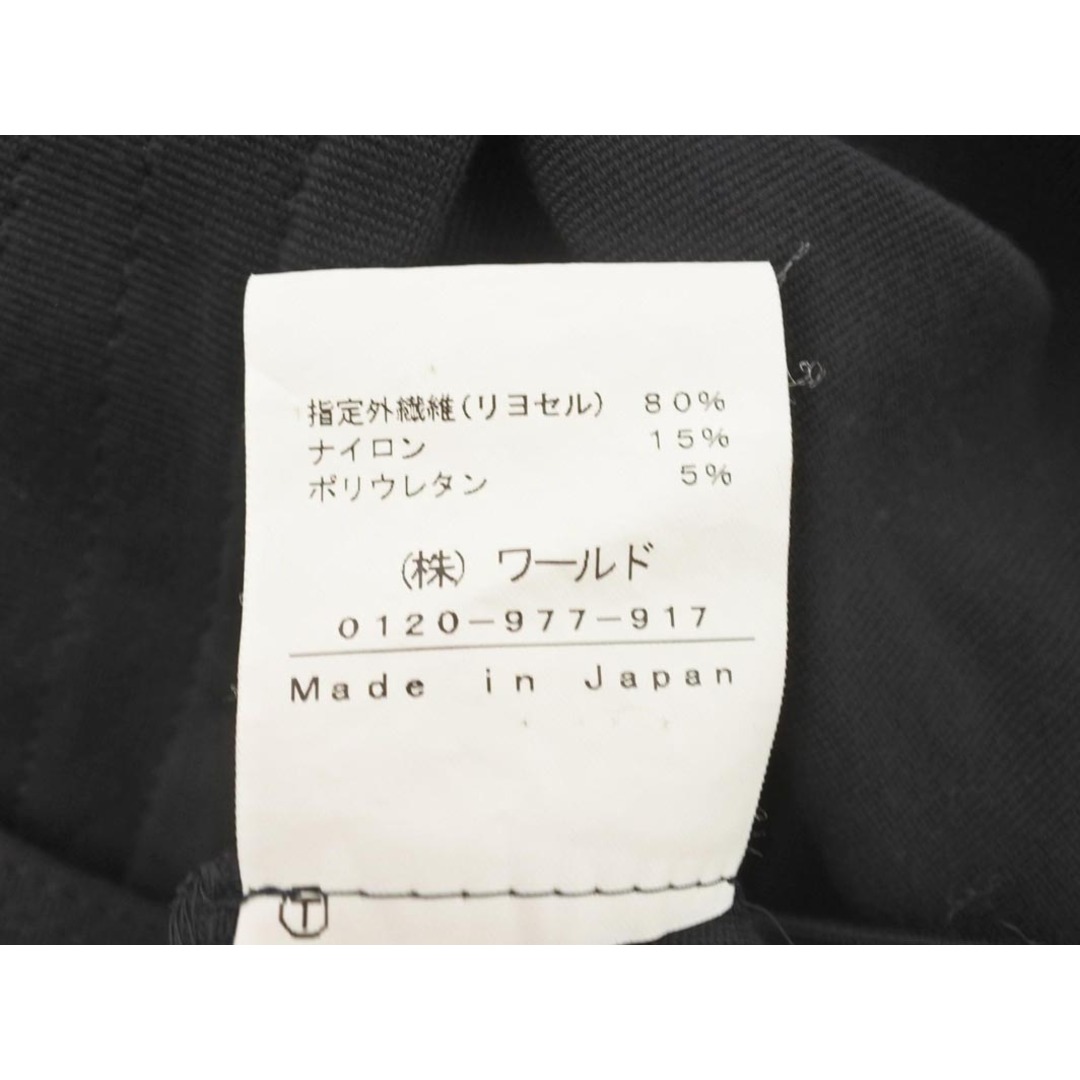 指定外繊維(リヨセル) 80%
ナイロン 15%
ポリウレタン 5%
(株) ワールド
0120-977-917
Made in Japan
T